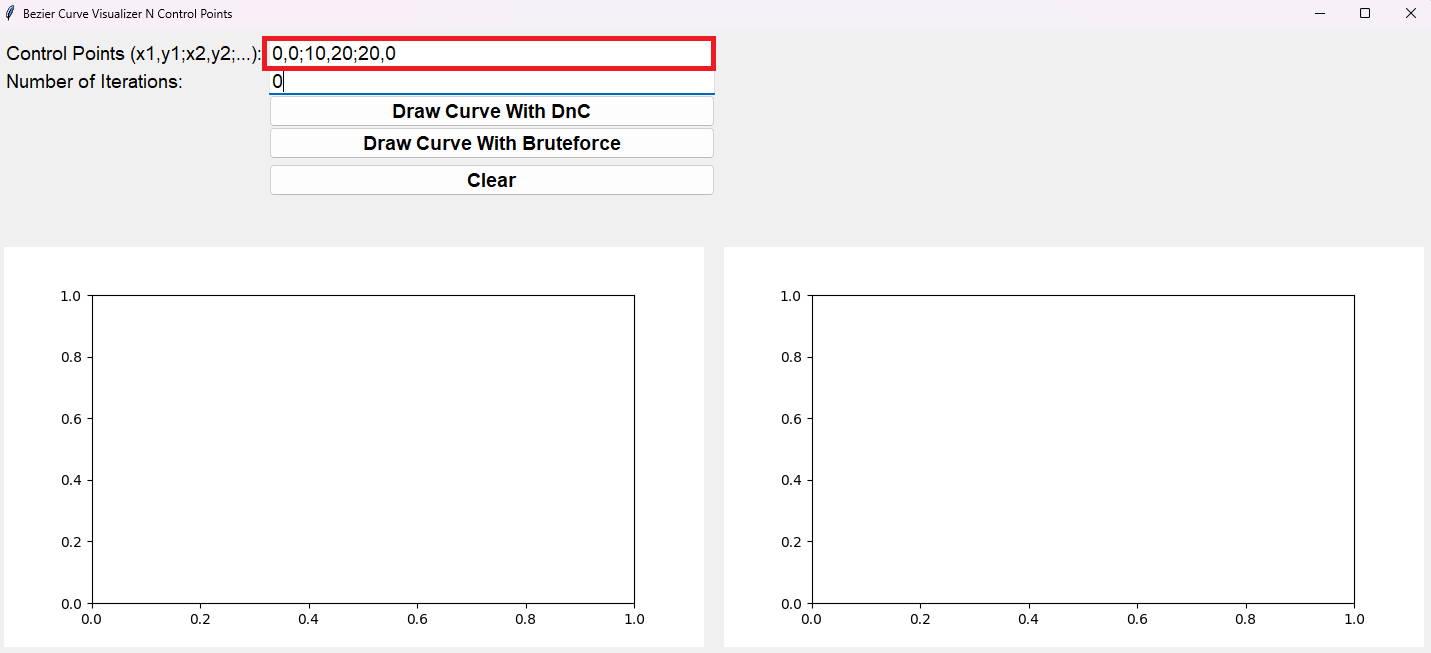 Bezier Curve Visualizer N Control Points
Control Points (x1,y1;x2,y2;...): 0,0;10,20;20,0
Number of Iterations: 0
Draw Curve With DnC
Draw Curve With Bruteforce
Clear
1.0
0.8
0.6
0.4
0.2
0.0
0.0 0.2 0.4 0.6 0.8 1.0
1.0
0.8
0.6
0.4
0.2
0.0
0.0 0.2 0.4 0.6 0.8 1.0